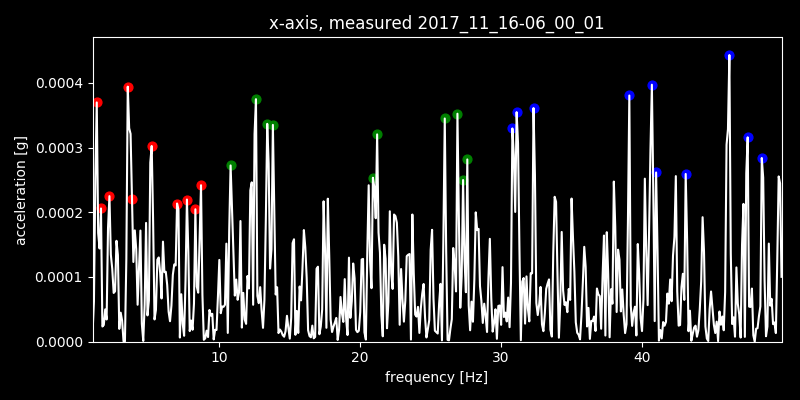 x-axis, measured 2017_11_16-06_00_01
0.0004
0.0003
0.0002
0.0001
0.0000
acceleration [g]
10 20 30 40
frequency [Hz]